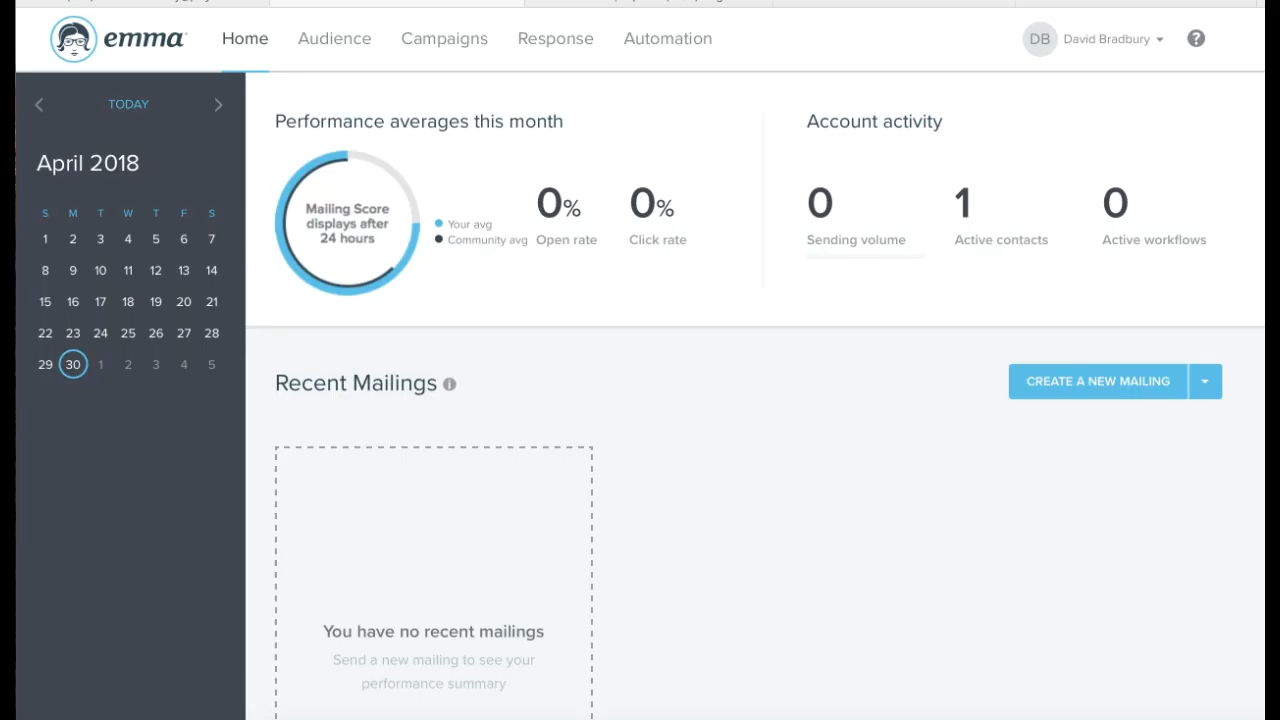 emma
Home Audience Campaigns Response Automation
DB David Bradbury
?
TODAY
April 2018
S M T W T F S
1 2 3 4 5 6 7
8 9 10 11 12 13 14
15 16 17 18 19 20 21
22 23 24 25 26 27 28
29 30 1 2 3 4 5
Performance averages this month
Mailing Score
displays after
24 hours
Your avg
Community avg
0%
Open rate
0%
Click rate
Account activity
0
Sending volume
1
Active contacts
0
Active workflows
Recent Mailings
CREATE A NEW MAILING
You have no recent mailings
Send a new mailing to see your
performance summary